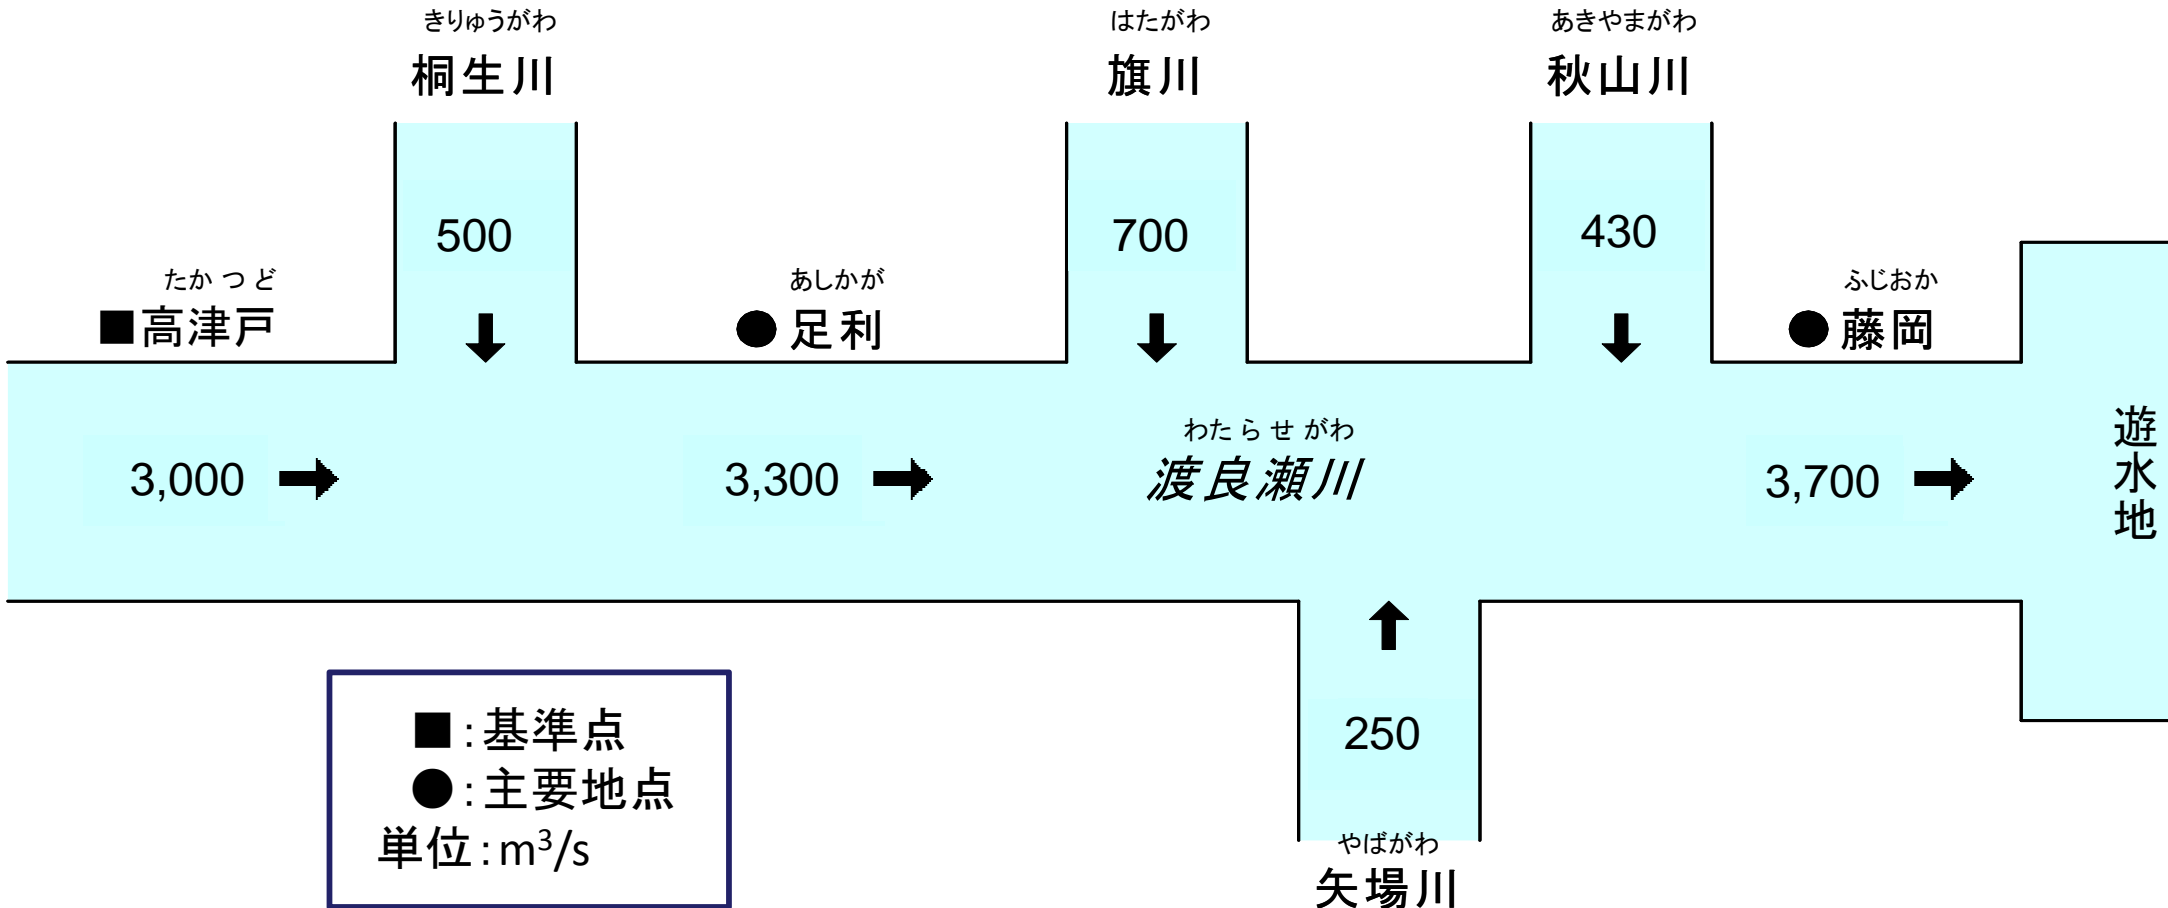 きりゅうがわ
桐生川
はたがわ
旗川
あきやまがわ
秋山川
500
700
430
たかつど
■高津戸
あしかが
●足利
ふじおか
●藤岡
わたらせがわ
渡良瀬川
3,000
3,300
3,700
遊水地
250
やばがわ
矢場川
■:基準点
●:主要地点
単位:m³/s